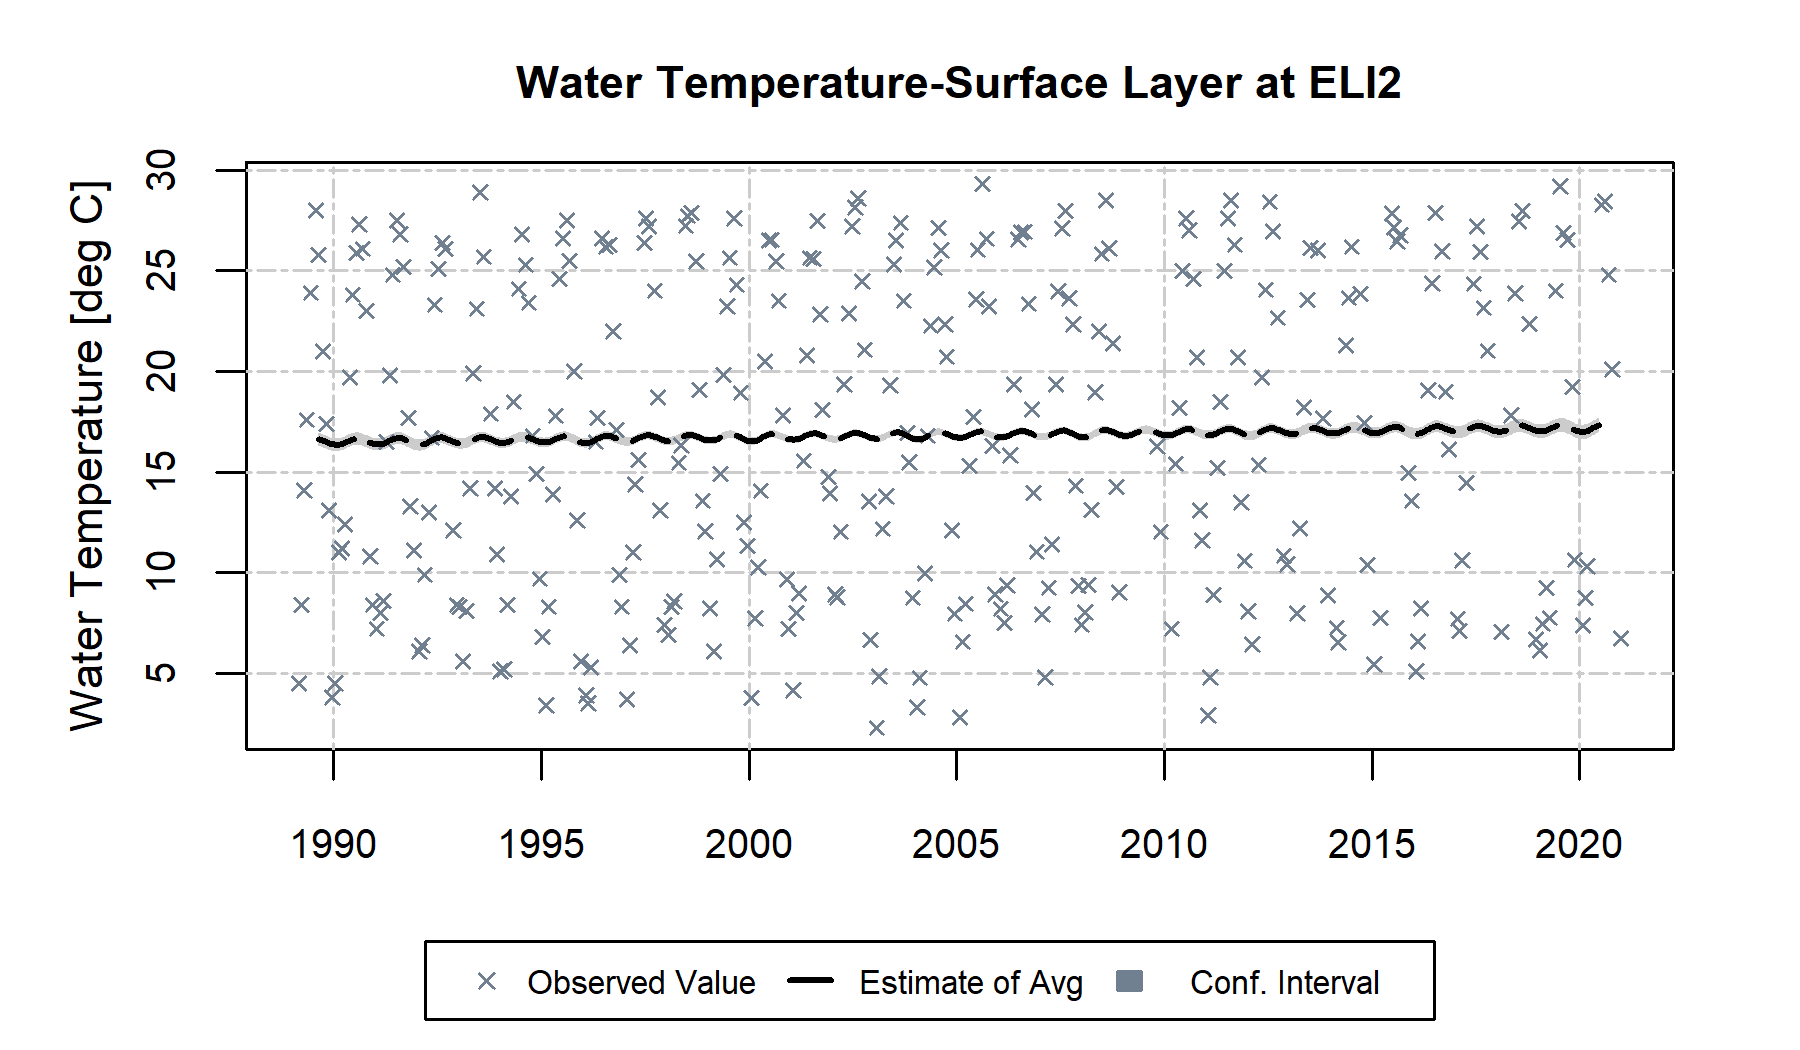 Water Temperature-Surface Layer at ELI2
Water Temperature [deg C]
30
25
20
15
10
5
1990 1995 2000 2005 2010 2015 2020
Observed Value Estimate of Avg Conf. Interval